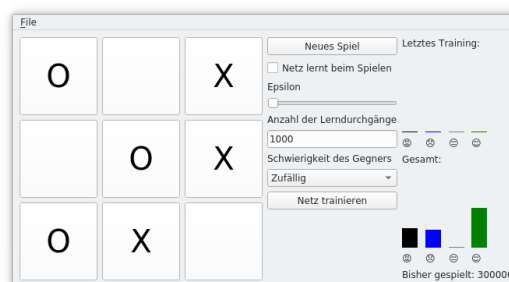 File
O X
O X
O X
Neues Spiel
Netz lernt beim Spielen
Epsilon
Anzahl der Lerndurchgänge
1000
Schwierigkeit des Gegners
Zufällig
Netz trainieren
Letztes Training:
Gesamt:
Bisher gespielt: 300000